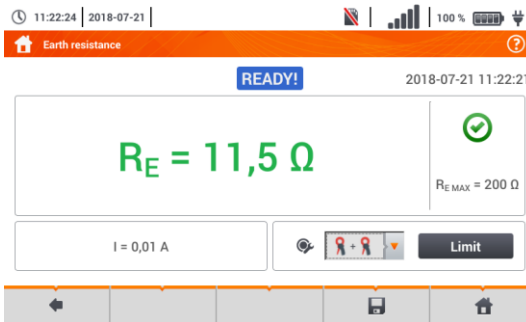 11:22:24 2018-07-21 100 %
Earth resistance ?
READY! 2018-07-21 11:22:21
RE = 11,5 Ω
RE MAX = 200 Ω
I = 0,01 A + Limit